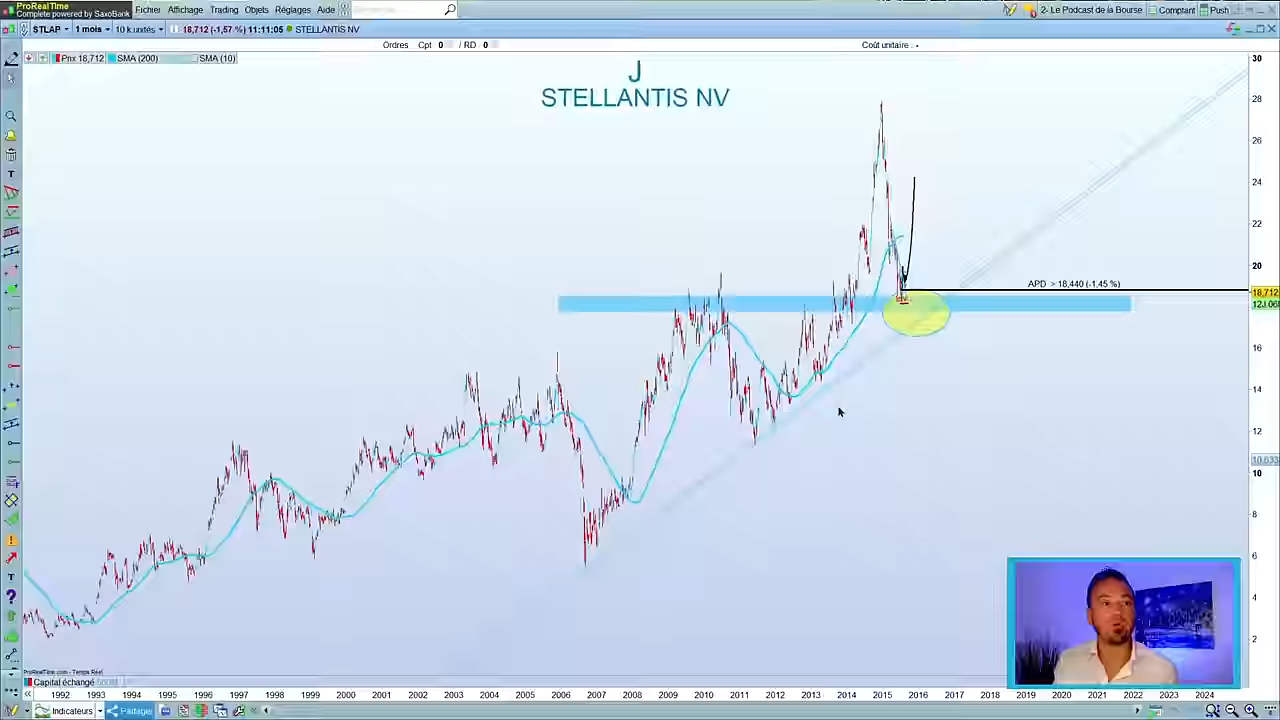 ProRealTime
Complete powered by SaxoBank
Fichier Affichage Trading Objets Réglages Aide
2- Le Podcast de la Bourse Comptant Push
STLAP 1 mois 10 k.unités 18,712 (-1,57 %) 11:11:05 STELLANTIS NV
Ordres Cpt 0 / RD 0 Coût unitaire : -
Prix 18,712 SMA (200) SMA (10)
J
STELLANTIS NV
30
28
26
24
22
20
APD > 18,440 (-1,45 %)
18,712
16
14
12
10
8
6
4
2
ProRealTime.com - Temps Réel
Capital échangé
1992 1993 1994 1995 1996 1997 1998 1999 2000 2001 2002 2003 2004 2005 2006 2007 2008 2009 2010 2011 2012 2013 2014 2015 2016 2017 2018 2019 2020 2021 2022 2023 2024
Indicateurs Partager